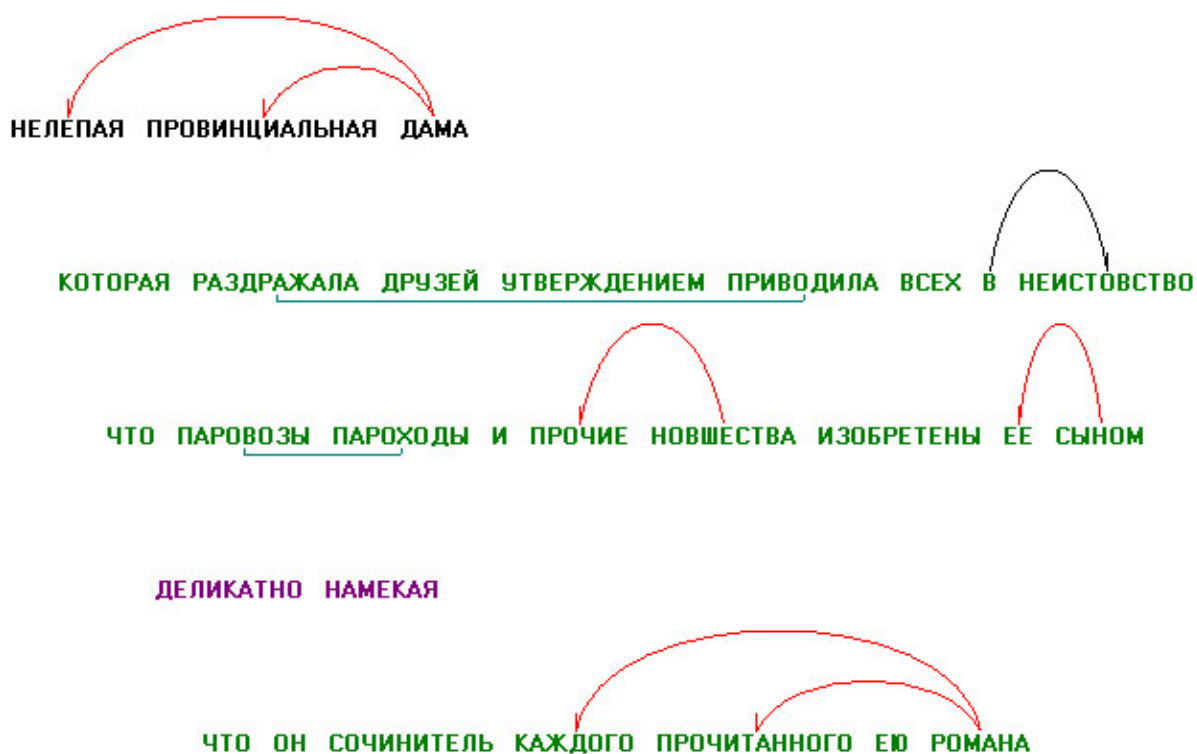 НЕЛЕПАЯ ПРОВИНЦИАЛЬНАЯ ДАМА
КОТОРАЯ РАЗДРАЖАЛА ДРУЗЕЙ УТВЕРЖДЕНИЕМ ПРИВОДИЛА ВСЕХ В НЕИСТОВСТВО
ЧТО ПАРОВОЗЫ ПАРОХОДЫ И ПРОЧИЕ НОВШЕСТВА ИЗОБРЕТЕНЫ ЕЕ СЫНОМ
ДЕЛИКАТНО НАМЕКАЯ
ЧТО ОН СОЧИНИТЕЛЬ КАЖДОГО ПРОЧИТАННОГО ЕЮ РОМАНА